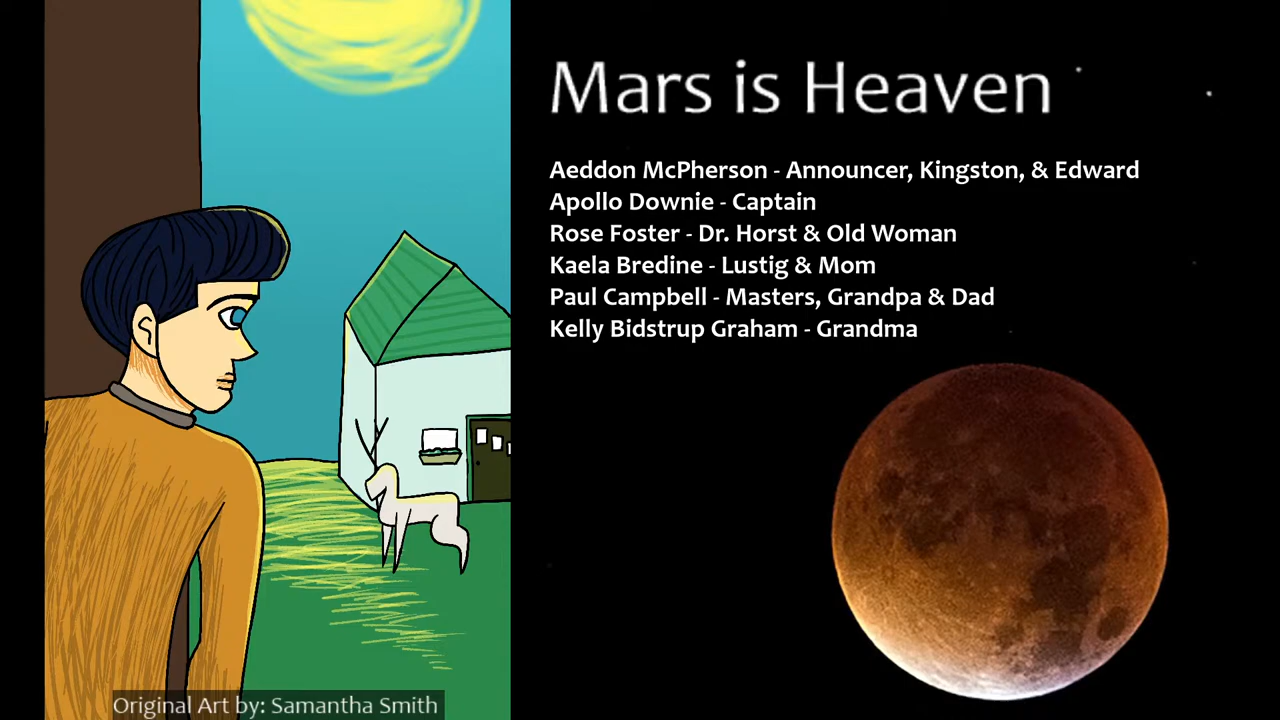 Mars is Heaven
Aeddon McPherson - Announcer, Kingston, & Edward
Apollo Downie - Captain
Rose Foster - Dr. Horst & Old Woman
Kaela Bredine - Lustig & Mom
Paul Campbell - Masters, Grandpa & Dad
Kelly Bidstrup Graham - Grandma
Original Art by: Samantha Smith